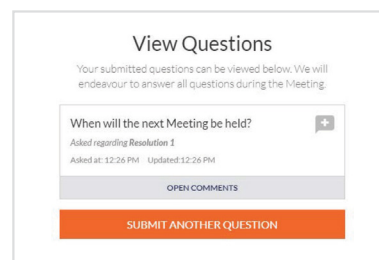 View Questions
Your submitted questions can be viewed below. We will
endeavour to answer all questions during the Meeting.
When will the next Meeting be held?
Asked regarding Resolution 1
Asked at: 12:26 PM Updated:12:26 PM
OPEN COMMENTS
SUBMIT ANOTHER QUESTION